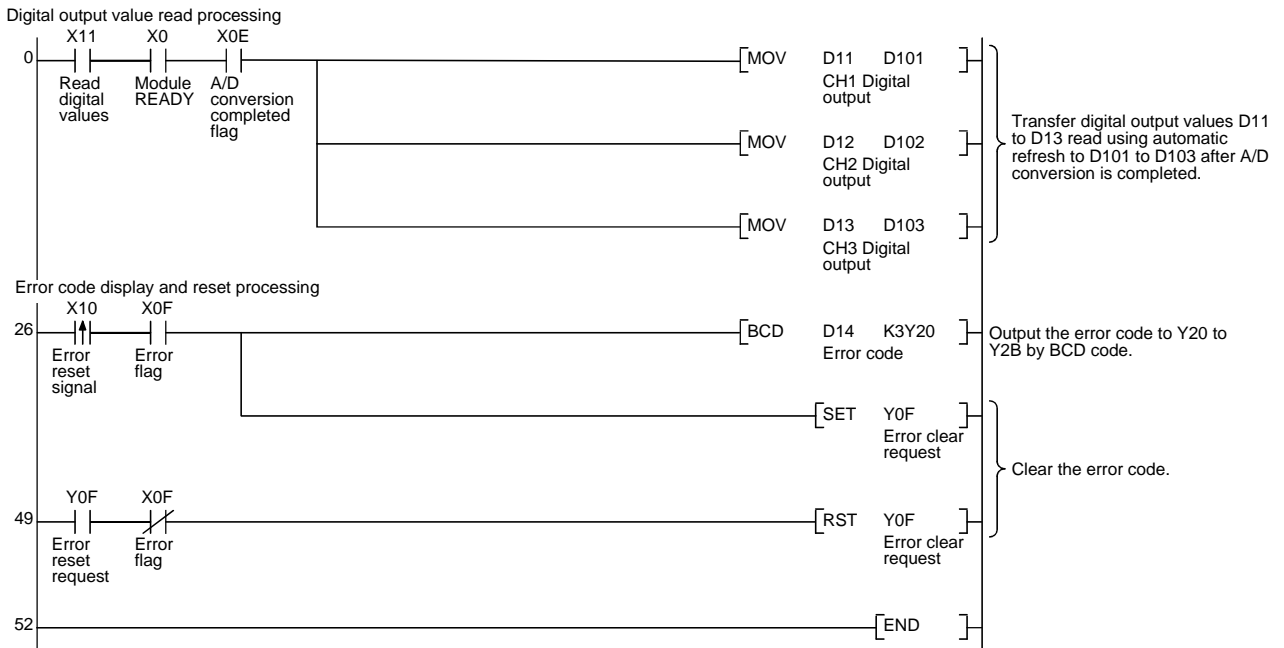 Digital output value read processing
X11 X0 X0E
0 [MOV D11 D101 ]
Read digital values
Module READY
A/D conversion completed flag
CH1 Digital output
[MOV D12 D102 ]
CH2 Digital output
[MOV D13 D103 ]
CH3 Digital output
Transfer digital output values D11
to D13 read using automatic
refresh to D101 to D103 after A/D
conversion is completed.
Error code display and reset processing
X10 X0F
26 [BCD D14 K3Y20 ]
Error reset signal
Error flag
Error code
Output the error code to Y20 to
Y2B by BCD code.
[SET Y0F ]
Error clear request
Clear the error code.
Y0F X0F
49 [RST Y0F ]
Error reset request
Error flag
Error clear request
52 [END ]